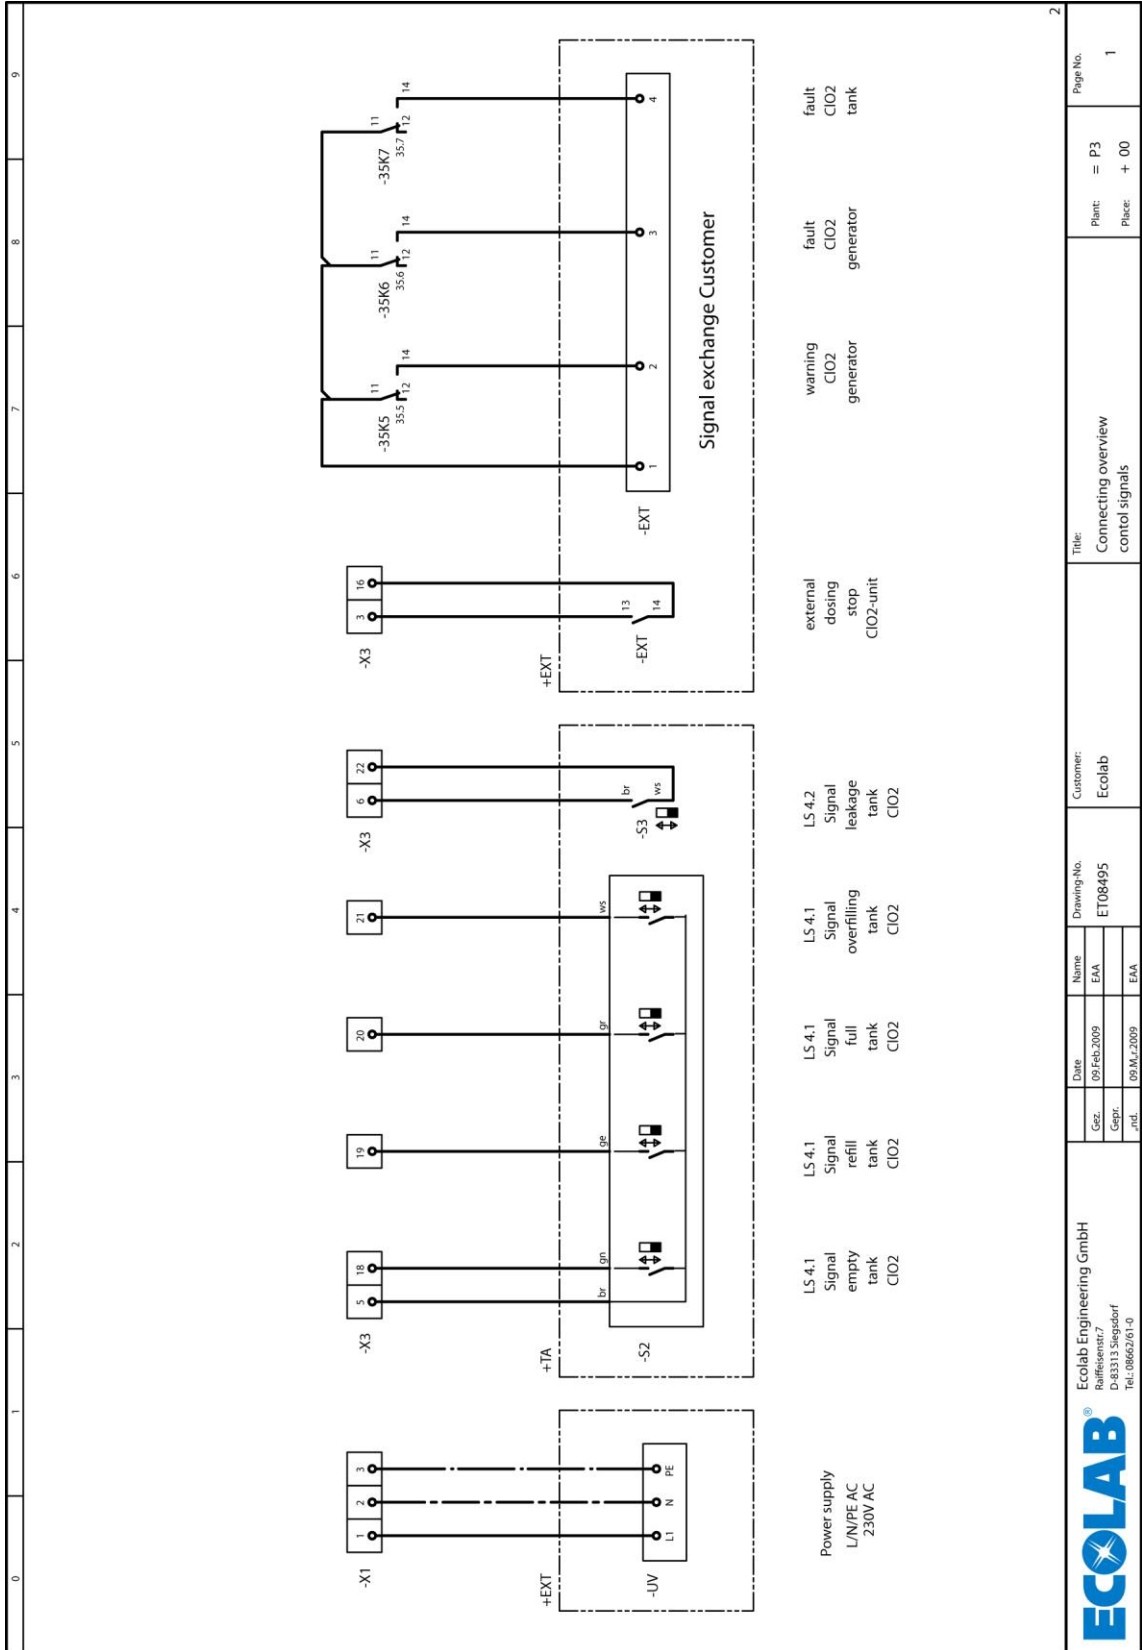 0
1
2
3
4
5
6
7
8
9
-X1
1
2
3
+EXT
-UV
L1
N
PE
Power supply
L/N/PE AC
230V AC
-X3
5
18
19
20
21
+TA
-S2
br
gn
ge
gr
ws
LS 4.1
Signal
empty
tank
ClO2
LS 4.1
Signal
refill
tank
ClO2
LS 4.1
Signal
full
tank
ClO2
LS 4.1
Signal
overfilling
tank
ClO2
-X3
6
22
-S3
br
ws
LS 4.2
Signal
leakage
tank
ClO2
-X3
3
16
+EXT
-EXT
13
14
external
dosing
stop
ClO2-unit
-35K5
35.5
11
12
14
-35K6
35.6
11
12
14
-35K7
35.7
11
12
14
-EXT
1
2
3
4
Signal exchange Customer
warning
ClO2
generator
fault
ClO2
generator
fault
ClO2
tank
2
ECOLAB®
Ecolab Engineering GmbH
Raiffeisenstr.7
D-83313 Siegsdorf
Tel.: 08662/61-0
Date
Name
Gez.
09.Feb.2009
EAA
Gepr.
„nd.
09.M„r.2009
EAA
Drawing-No.
ET08495
Customer:
Ecolab
Title:
Connecting overview
contol signals
Plant:
= P3
Place:
+ 00
Page No.
1